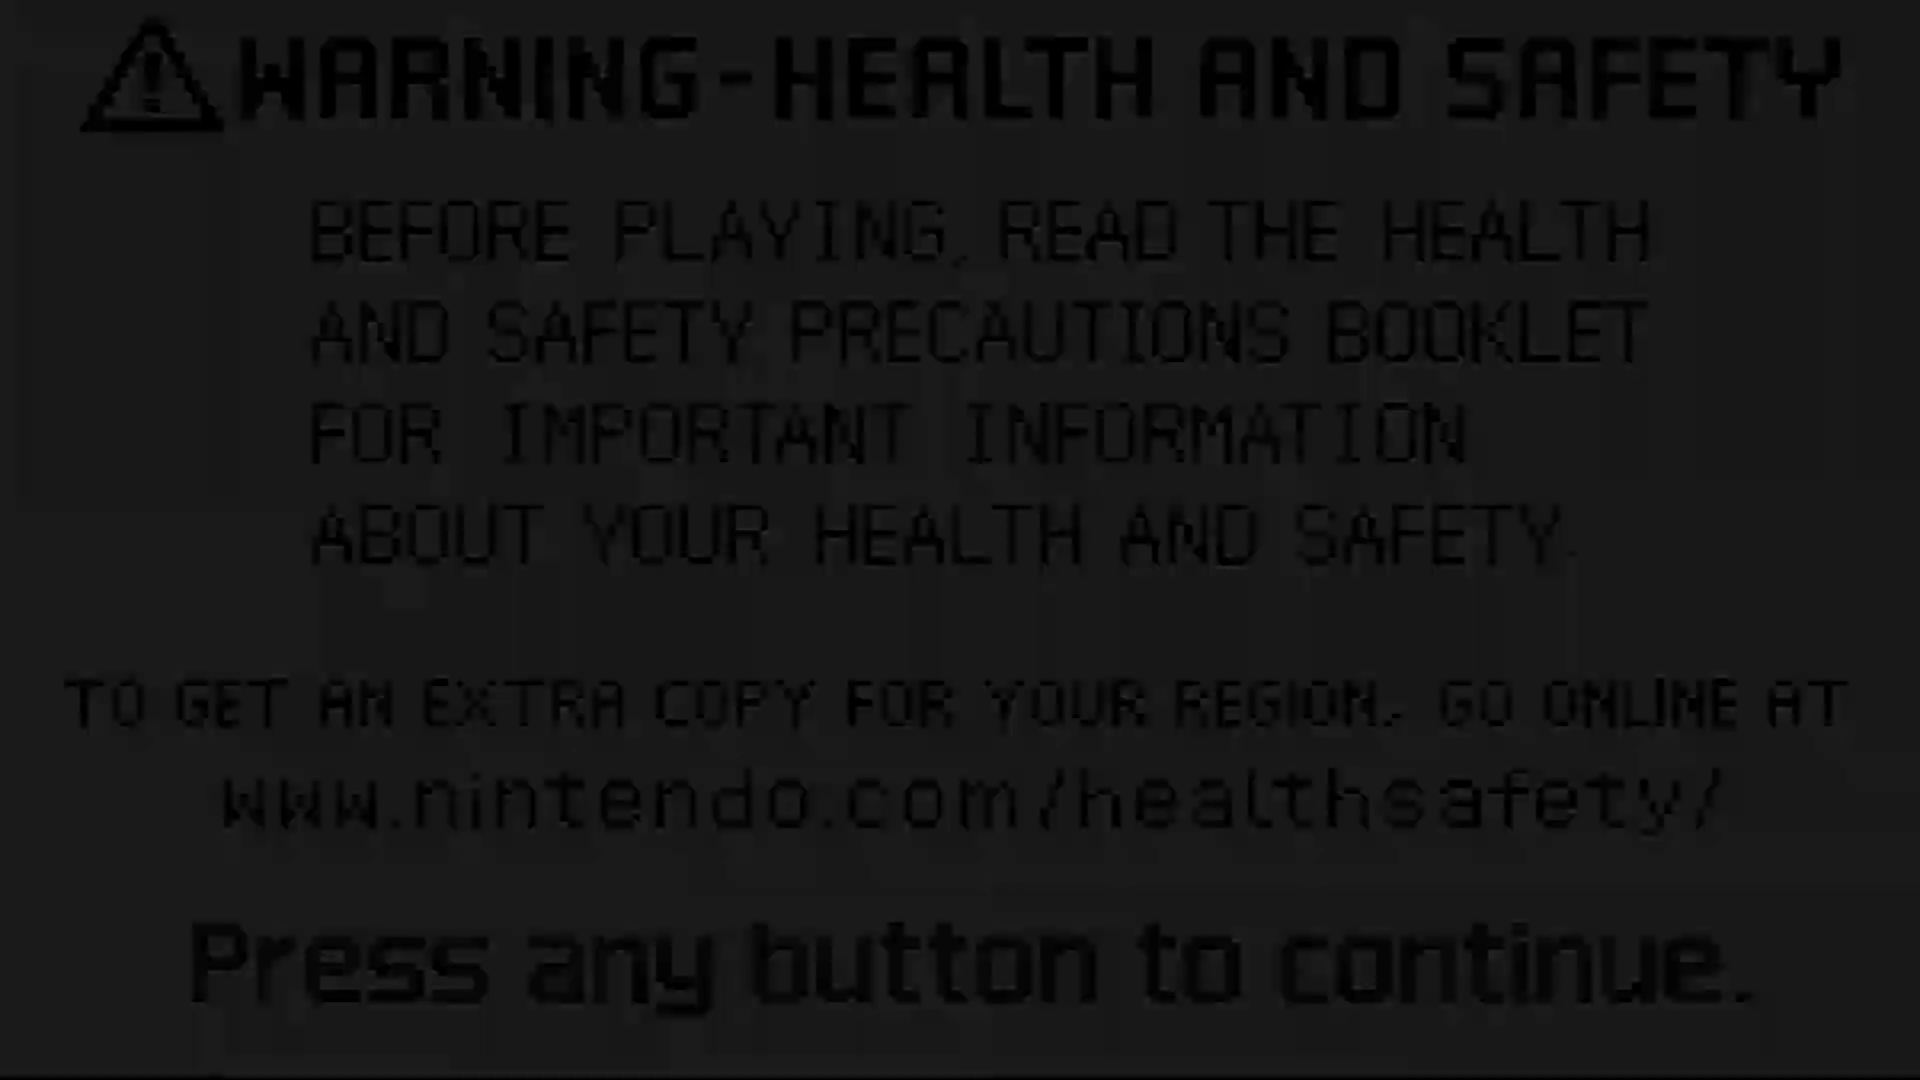 WARNING-HEALTH AND SAFETY
BEFORE PLAYING, READ THE HEALTH
AND SAFETY PRECAUTIONS BOOKLET
FOR IMPORTANT INFORMATION
ABOUT YOUR HEALTH AND SAFETY.
TO GET AN EXTRA COPY FOR YOUR REGION, GO ONLINE AT
www.nintendo.com/healthsafety/
Press any button to continue.